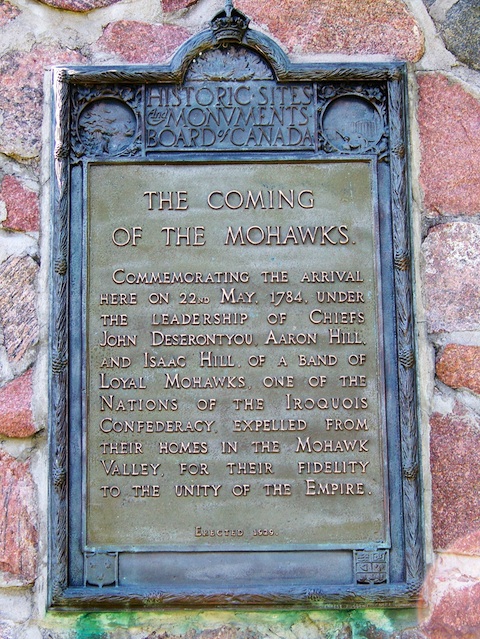 HISTORIC SITES
And MONVMENTS
BOARD of CANADA
THE COMING
OF THE MOHAWKS.
COMMEMORATING THE ARRIVAL
HERE ON 22ND MAY, 1784, UNDER
THE LEADERSHIP OF CHIEFS
JOHN DESERONTYOU, AARON HILL,
AND ISAAC HILL, OF A BAND OF
LOYAL MOHAWKS, ONE OF THE
NATIONS OF THE IROQUOIS
CONFEDERACY, EXPELLED FROM
THEIR HOMES IN THE MOHAWK
VALLEY, FOR THEIR FIDELITY
TO THE UNITY OF THE EMPIRE.
ERECTED 1929.